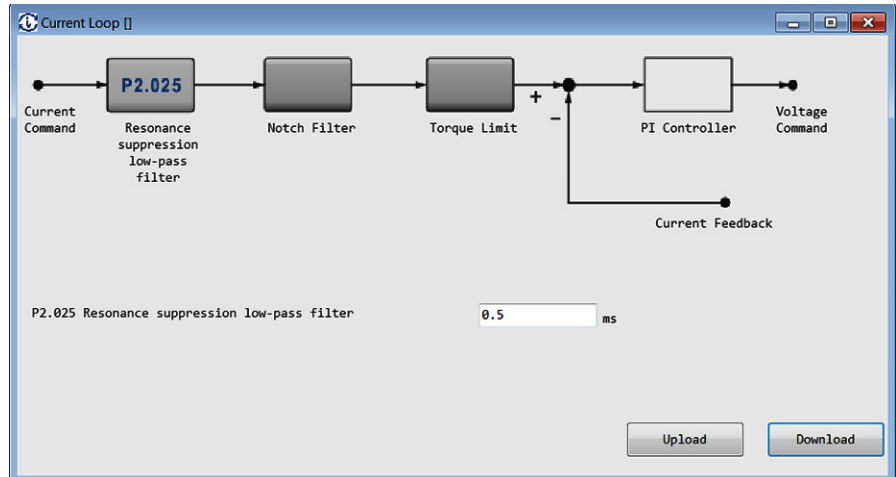 Current Loop []
P2.025
+
−
Current
Command
Resonance
suppression
low-pass
filter
Notch Filter
Torque Limit
PI Controller
Voltage
Command
Current Feedback
P2.025 Resonance suppression low-pass filter 0.5 ms
Upload Download